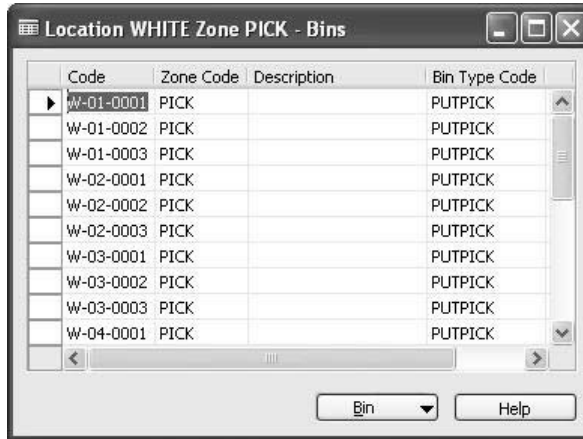 Location WHITE Zone PICK - Bins
Code Zone Code Description Bin Type Code
W-01-0001 PICK PUTPICK
W-01-0002 PICK PUTPICK
W-01-0003 PICK PUTPICK
W-02-0001 PICK PUTPICK
W-02-0002 PICK PUTPICK
W-02-0003 PICK PUTPICK
W-03-0001 PICK PUTPICK
W-03-0002 PICK PUTPICK
W-03-0003 PICK PUTPICK
W-04-0001 PICK PUTPICK
Bin Help